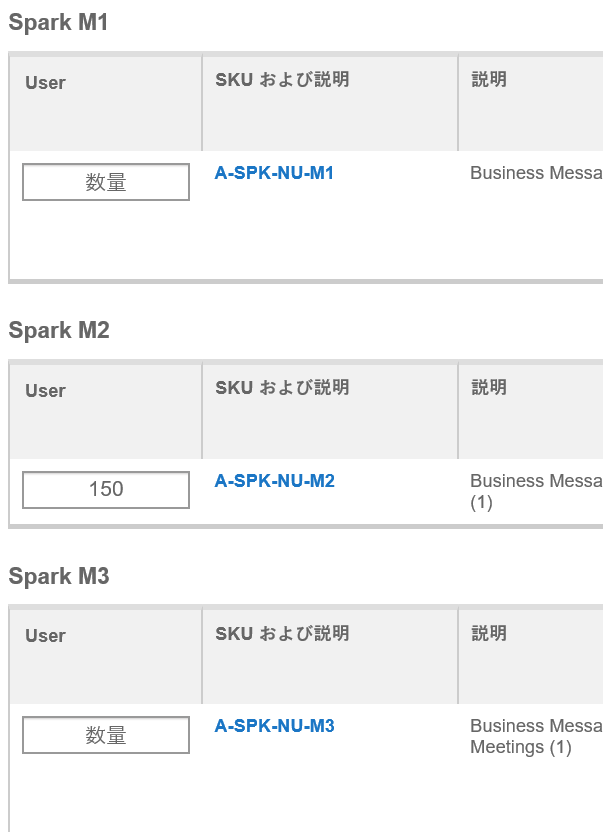 Spark M1
User SKU および説明 説明
数量 A-SPK-NU-M1 Business Messa
Spark M2
User SKU および説明 説明
150 A-SPK-NU-M2 Business Messa
(1)
Spark M3
User SKU および説明 説明
数量 A-SPK-NU-M3 Business Messa
Meetings (1)